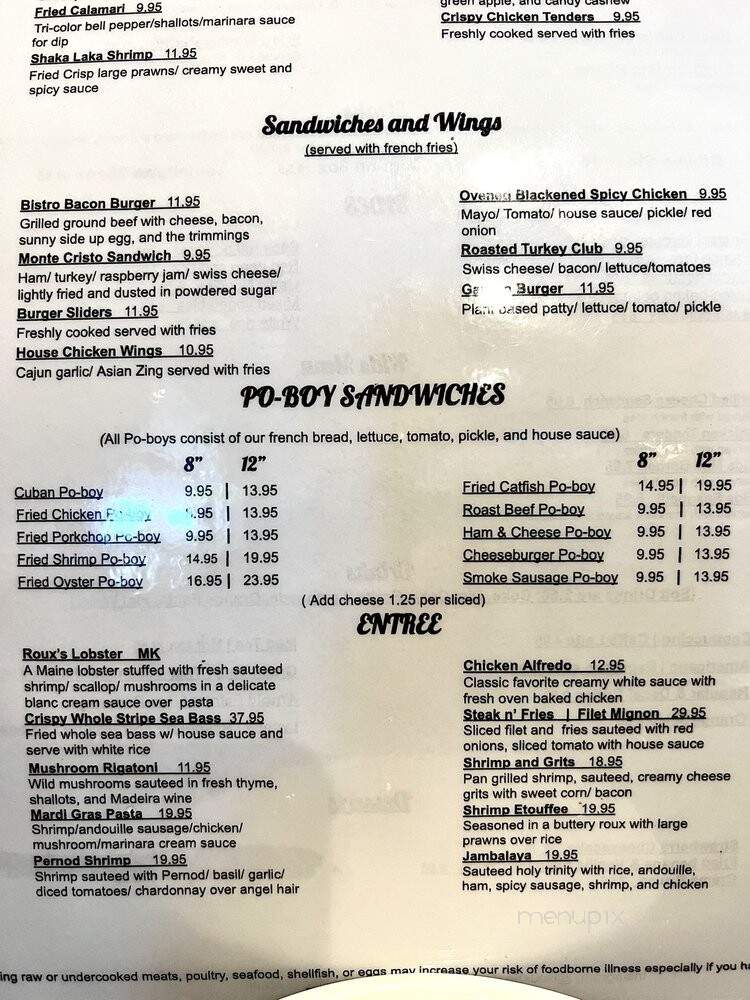 Fried Calamari 9.95
Tri-color bell pepper/shallots/marinara sauce
for dip
Shaka Laka Shrimp 11.95
Fried Crisp large prawns/ creamy sweet and
spicy sauce
green apple, and candy cashew
Crispy Chicken Tenders 9.95
Freshly cooked served with fries
Sandwiches and Wings
(served with french fries)
Bistro Bacon Burger 11.95
Grilled ground beef with cheese, bacon,
sunny side up egg, and the trimmings
Monte Cristo Sandwich 9.95
Ham/ turkey/ raspberry jam/ swiss cheese/
lightly fried and dusted in powdered sugar
Burger Sliders 11.95
Freshly cooked served with fries
House Chicken Wings 10.95
Cajun garlic/ Asian Zing served with fries
Blackened Spicy Chicken 9.95
Mayo/ Tomato/ house sauce/ pickle/ red
onion
Roasted Turkey Club 9.95
Swiss cheese/ bacon/ lettuce/tomatoes
Burger 11.95
Plant based patty/ lettuce/ tomato/ pickle
PO-BOY SANDWICHES
(All Po-boys consist of our french bread, lettuce, tomato, pickle, and house sauce)
8" 12"
Cuban Po-boy 9.95 | 13.95
Fried Chicken | 13.95
Fried Porkchop Po-boy 9.95 | 13.95
Fried Shrimp Po-boy 14.95 | 19.95
Fried Oyster Po-boy 16.95 | 23.95
8" 12"
Fried Catfish Po-boy 14.95 | 19.95
Roast Beef Po-boy 9.95 | 13.95
Ham & Cheese Po-boy 9.95 | 13.95
Cheeseburger Po-boy 9.95 | 13.95
Smoke Sausage Po-boy 9.95 | 13.95
( Add cheese 1.25 per sliced)
ENTREE
Roux's Lobster MK
A Maine lobster stuffed with fresh sauteed
shrimp/ scallop/ mushrooms in a delicate
blanc cream sauce over pasta
Crispy Whole Stripe Sea Bass 37.95
Fried whole sea bass w/ house sauce and
serve with white rice
Mushroom Rigatoni 11.95
Wild mushrooms sauteed in fresh thyme,
shallots, and Madeira wine
Mardi Gras Pasta 19.95
Shrimp/andouille sausage/chicken/
mushroom/marinara cream sauce
Pernod Shrimp 19.95
Shrimp sauteed with Pernod/ basil/ garlic/
diced tomatoes/ chardonnay over angel hair
Chicken Alfredo 12.95
Classic favorite creamy white sauce with
fresh oven baked chicken
Steak n' Fries | Filet Mignon 29.95
Sliced filet and fries sauteed with red
onions, sliced tomato with house sauce
Shrimp and Grits 18.95
Pan grilled shrimp, sauteed, creamy cheese
grits with sweet corn/ bacon
Shrimp Etouffee 19.95
Seasoned in a buttery roux with large
prawns over rice
Jambalaya 19.95
Sauteed holy trinity with rice, andouille,
ham, spicy sausage, shrimp, and chicken
menupix
ing raw or undercooked meats, poultry, seafood, shellfish, or eggs may increase your risk of foodborne illness especially if you